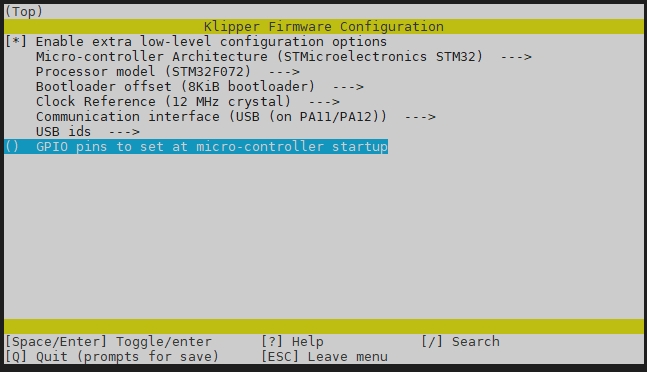 (Top)
Klipper Firmware Configuration
[*] Enable extra low-level configuration options
Micro-controller Architecture (STMicroelectronics STM32)  --->
Processor model (STM32F072)  --->
Bootloader offset (8KiB bootloader)  --->
Clock Reference (12 MHz crystal)  --->
Communication interface (USB (on PA11/PA12))  --->
USB ids  --->
()  GPIO pins to set at micro-controller startup
[Space/Enter] Toggle/enter     [?] Help     [/] Search
[Q] Quit (prompts for save)     [ESC] Leave menu